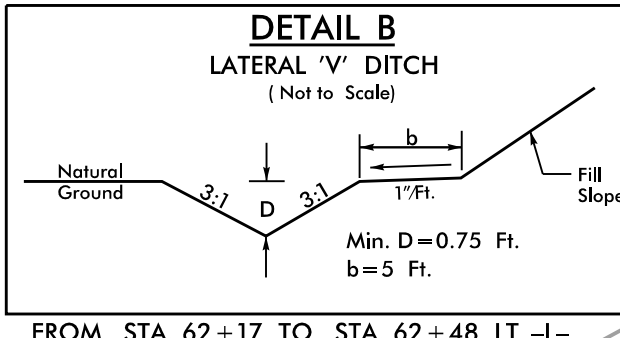 DETAIL B
LATERAL 'V' DITCH
( Not to Scale)
b
Natural
Ground
3:1
D
3:1
1"/Ft.
Fill
Slope
Min. D=0.75 Ft.
b=5 Ft.
FROM STA 62+17 TO STA 62+48 LT